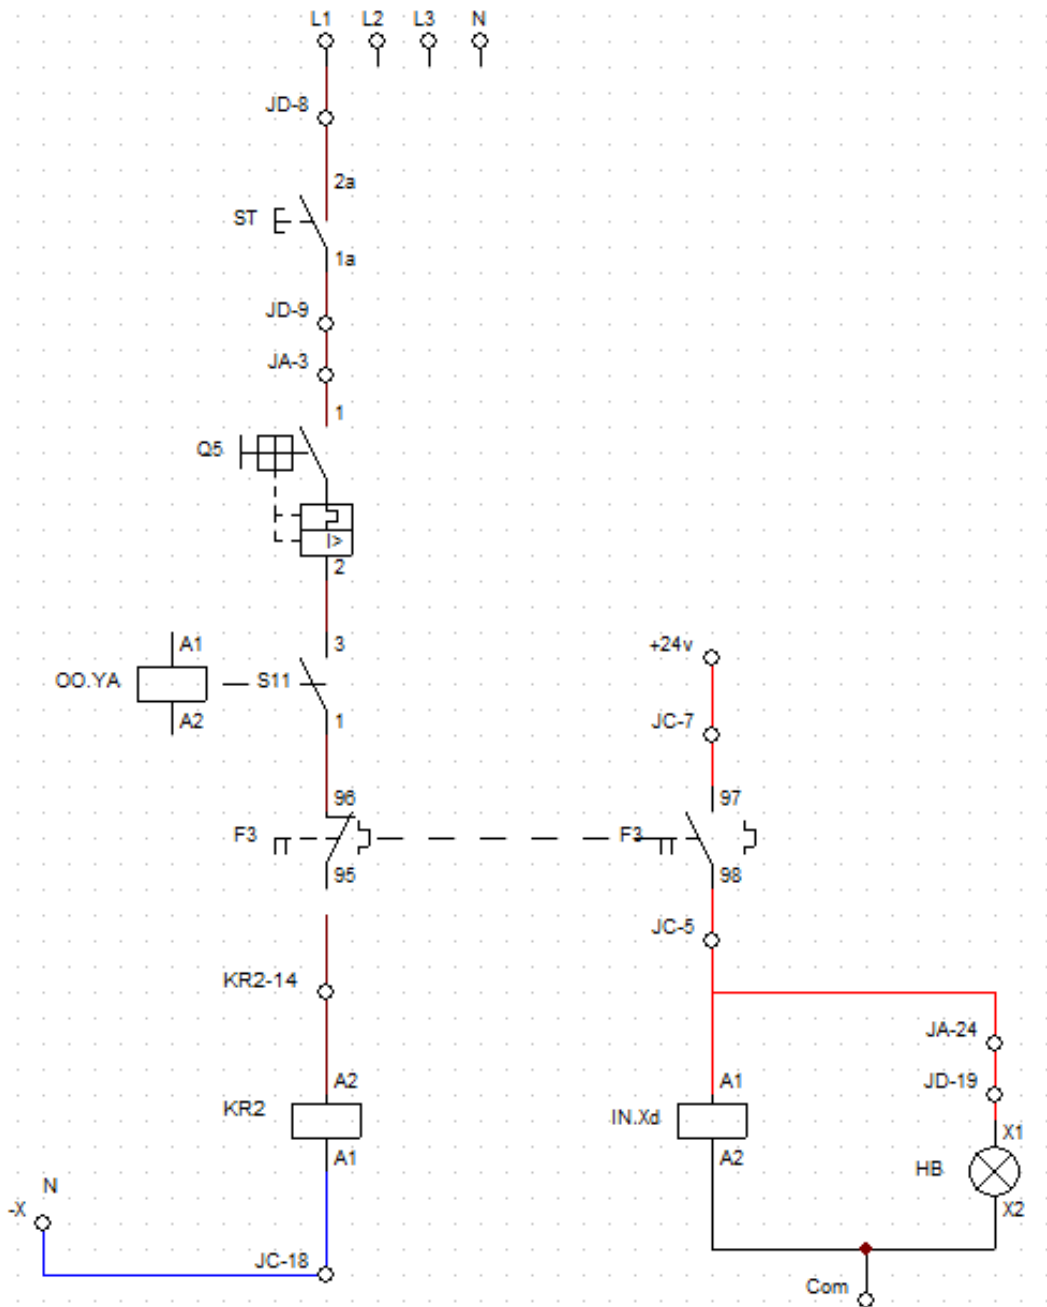 L1 L2 L3 N
JD-8
2a
ST
1a
JD-9
JA-3
1
Q5
I>
2
3
OO.YA A1 A2
S11
1
96
F3
95
KR2-14
A2
KR2
A1
N
-X
JC-18
+24v
JC-7
97
F3
98
JC-5
JA-24
JD-19
A1
IN.Xd
A2
X1
HB
X2
Com